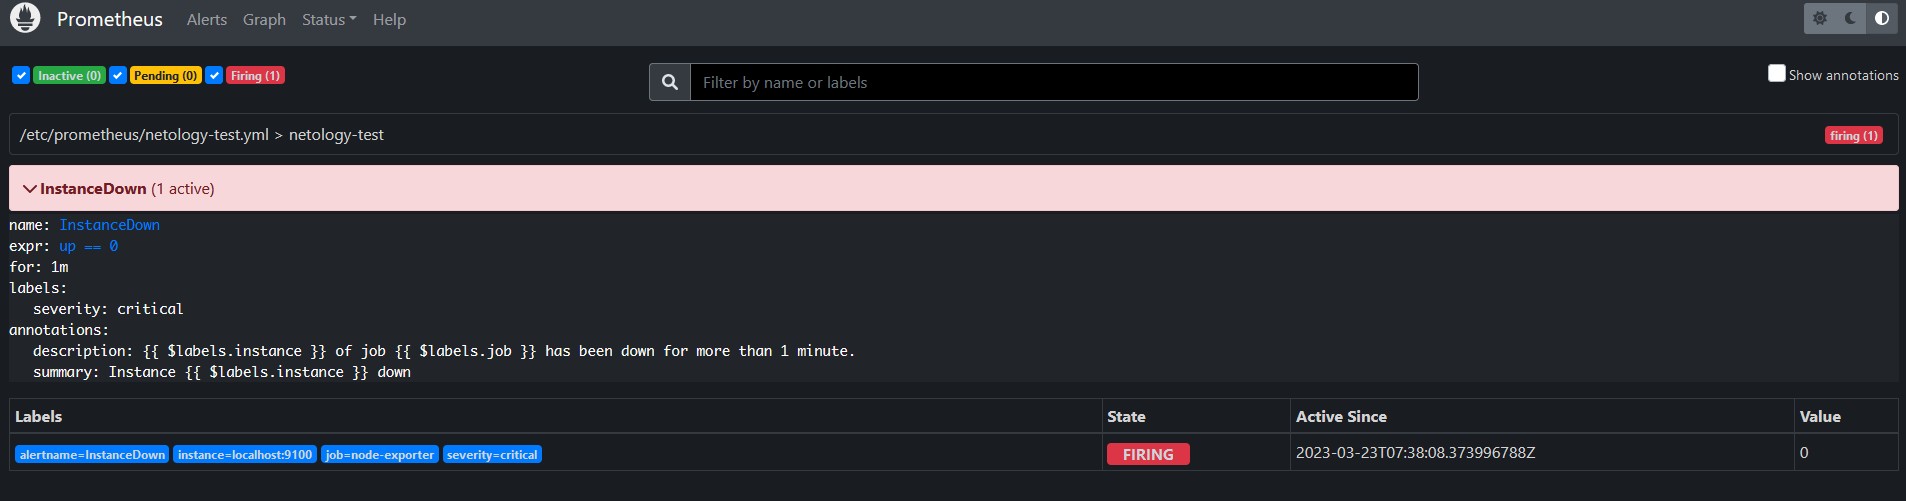 Prometheus Alerts Graph Status Help
Inactive (0) Pending (0) Firing (1) Filter by name or labels Show annotations
/etc/prometheus/netology-test.yml > netology-test firing (1)
InstanceDown (1 active)
name: InstanceDown
expr: up == 0
for: 1m
labels:
severity: critical
annotations:
description: {{ $labels.instance }} of job {{ $labels.job }} has been down for more than 1 minute.
summary: Instance {{ $labels.instance }} down
Labels State Active Since Value
alertname=InstanceDown instance=localhost:9100 job=node-exporter severity=critical FIRING 2023-03-23T07:38:08.373996788Z 0